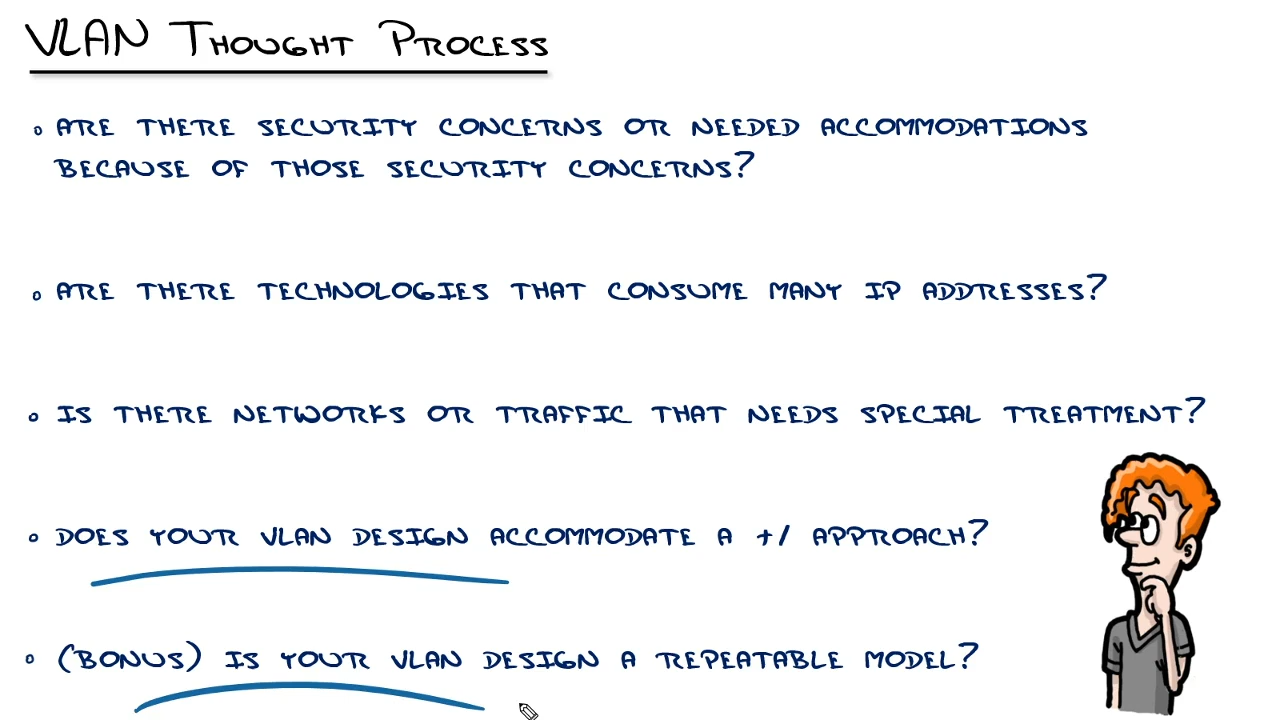 VLAN THOUGHT PROCESS
ARE THERE SECURITY CONCERNS OR NEEDED ACCOMMODATIONS
BECAUSE OF THOSE SECURITY CONCERNS?
ARE THERE TECHNOLOGIES THAT CONSUME MANY IP ADDRESSES?
IS THERE NETWORKS OR TRAFFIC THAT NEEDS SPECIAL TREATMENT?
DOES YOUR VLAN DESIGN ACCOMMODATE A +1 APPROACH?
(BONUS) IS YOUR VLAN DESIGN A REPEATABLE MODEL?